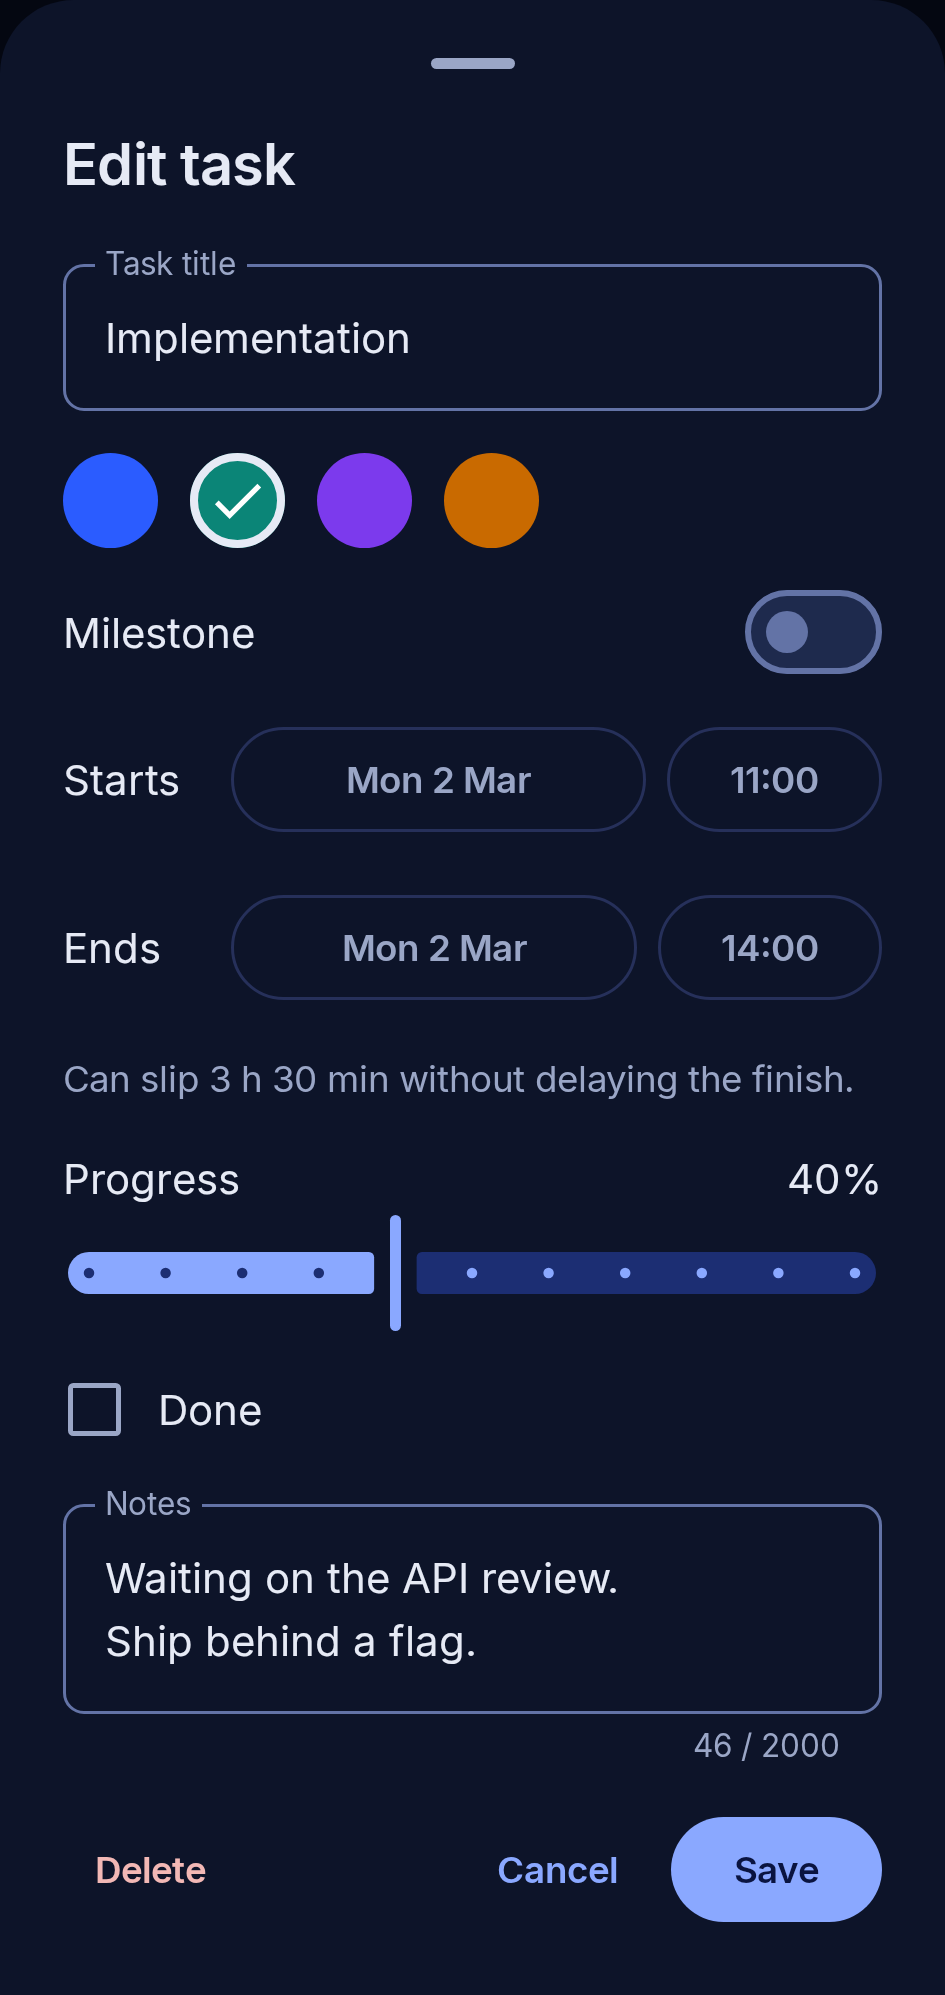 Edit task
Task title
Implementation
Milestone
Starts Mon 2 Mar 11:00
Ends Mon 2 Mar 14:00
Can slip 3 h 30 min without delaying the finish.
Progress 40%
Done
Notes
Waiting on the API review.
Ship behind a flag.
46 / 2000
Delete Cancel Save